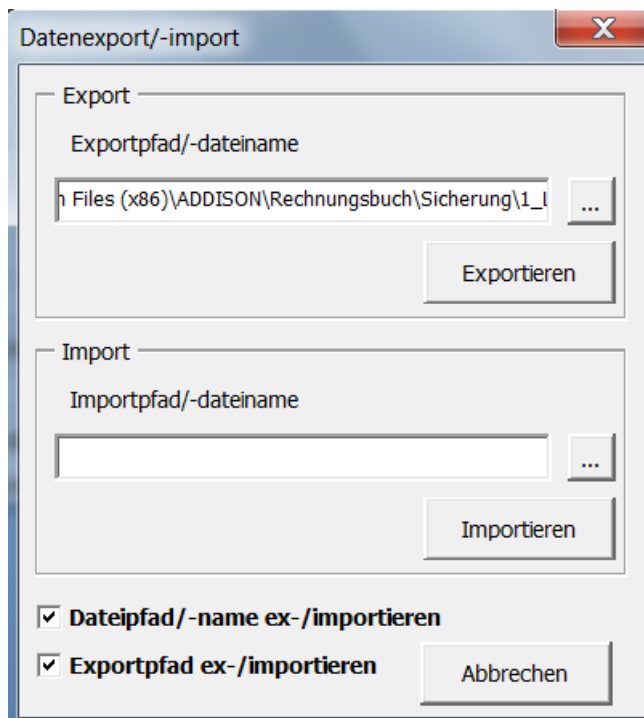 Datenexport/-import
X
Export
Exportpfad/-dateiname
Files (x86)\ADDISON\Rechnungsbuch\Sicherung\1_
...
Exportieren
Import
Importpfad/-dateiname
...
Importieren
Dateipfad/-name ex-/importieren
Exportpfad ex-/importieren
Abbrechen